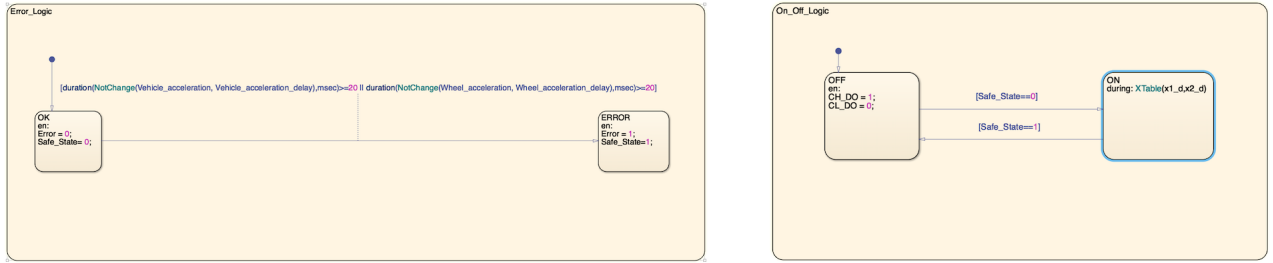 Error_Logic
[duration(NotChange(Vehicle_acceleration, Vehicle_acceleration_delay),msec)>=20 || duration(NotChange(Wheel_acceleration, Wheel_acceleration_delay),msec)>=20]
OK
en:
Error = 0;
Safe_State= 0;
ERROR
en:
Error = 1;
Safe_State=1;
On_Off_Logic
OFF
en:
CH_DO = 1;
CL_DO = 0;
[Safe_State==0]
[Safe_State==1]
ON
during: XTable(x1_d,x2_d)